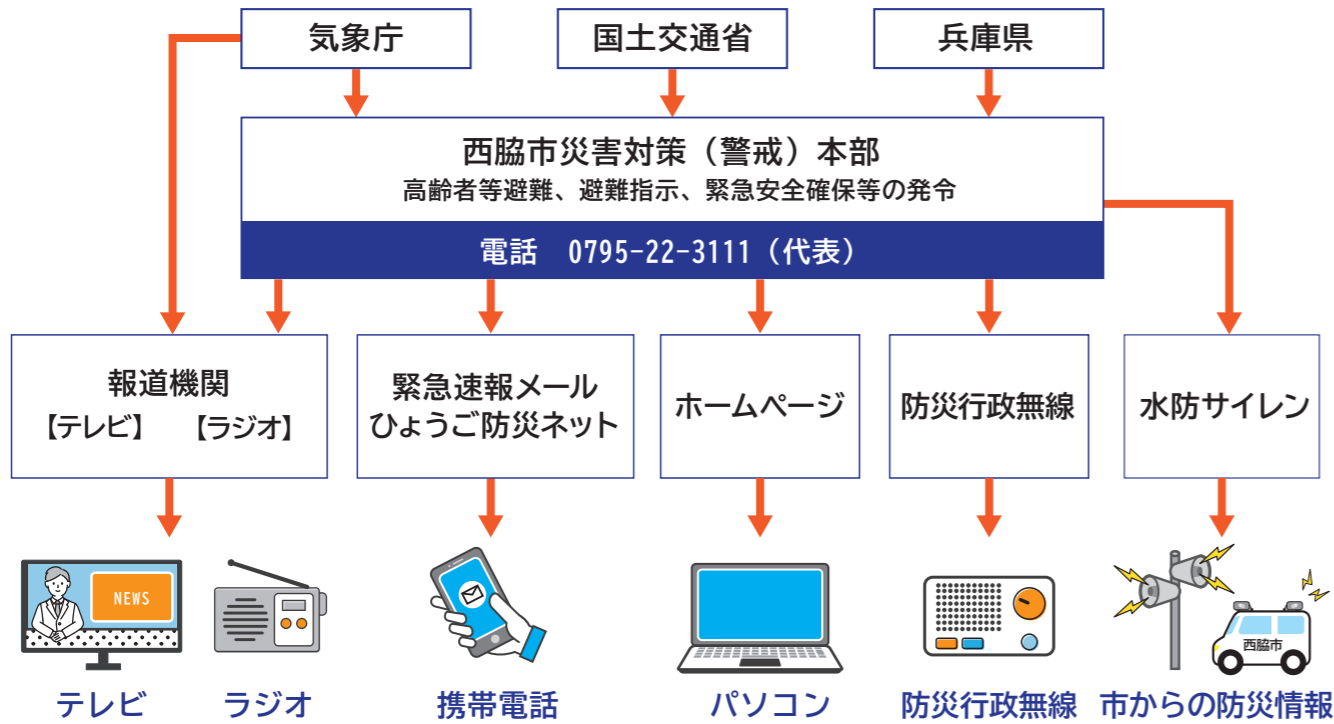 気象庁
国土交通省
兵庫県
西脇市災害対策（警戒）本部
高齢者等避難、避難指示、緊急安全確保等の発令
電話　0795-22-3111（代表）
報道機関
【テレビ】　【ラジオ】
緊急速報メール
ひょうご防災ネット
ホームページ
防災行政無線
水防サイレン
NEWS
西脇市
テレビ
ラジオ
携帯電話
パソコン
防災行政無線
市からの防災情報